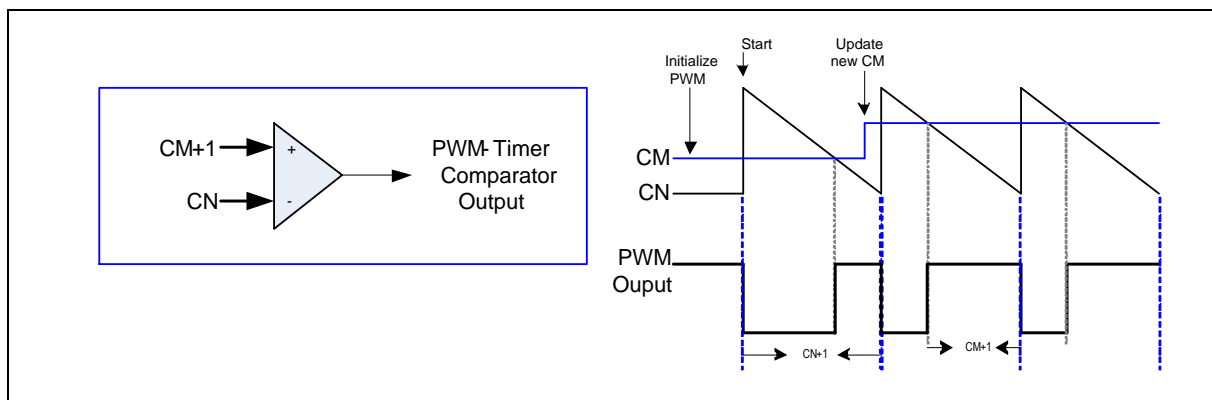 CM+1
+
CN
-
PWM-Timer
Comparator
Output
Start
Initialize
PWM
Update
new CM
CM
CN
PWM
Ouput
CN+1
CM+1